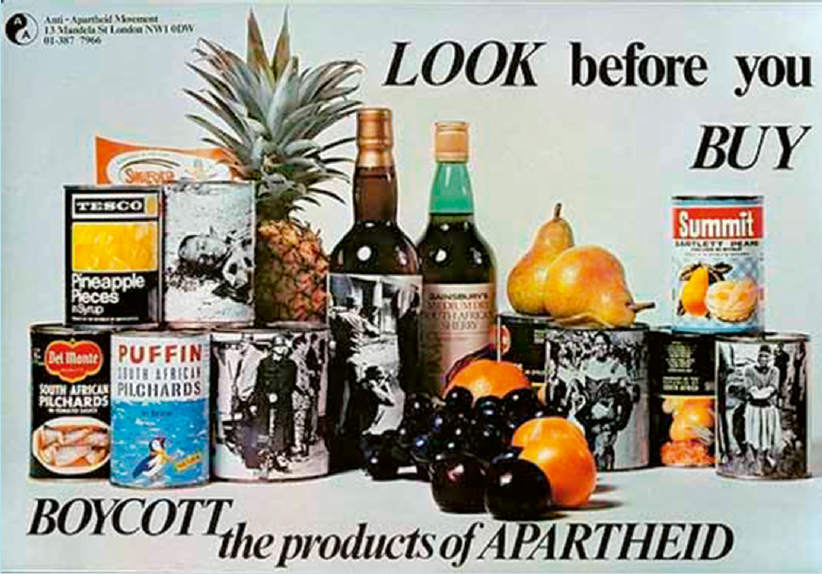 A
A
Anti-Apartheid Movement
13 Mandela St London NW1 0DW
01-387 7966
LOOK before you
BUY
TESCO
Pineapple
Pieces
in Syrup
Summit
BARTLETT PEARS
SAINSBURY'S
MEDIUM DRY
SOUTH AFRICAN
SHERRY
Del Monte
SOUTH AFRICAN
PILCHARDS
IN TOMATO SAUCE
PUFFIN
SOUTH AFRICAN
PILCHARDS
BOYCOTT
the products of APARTHEID